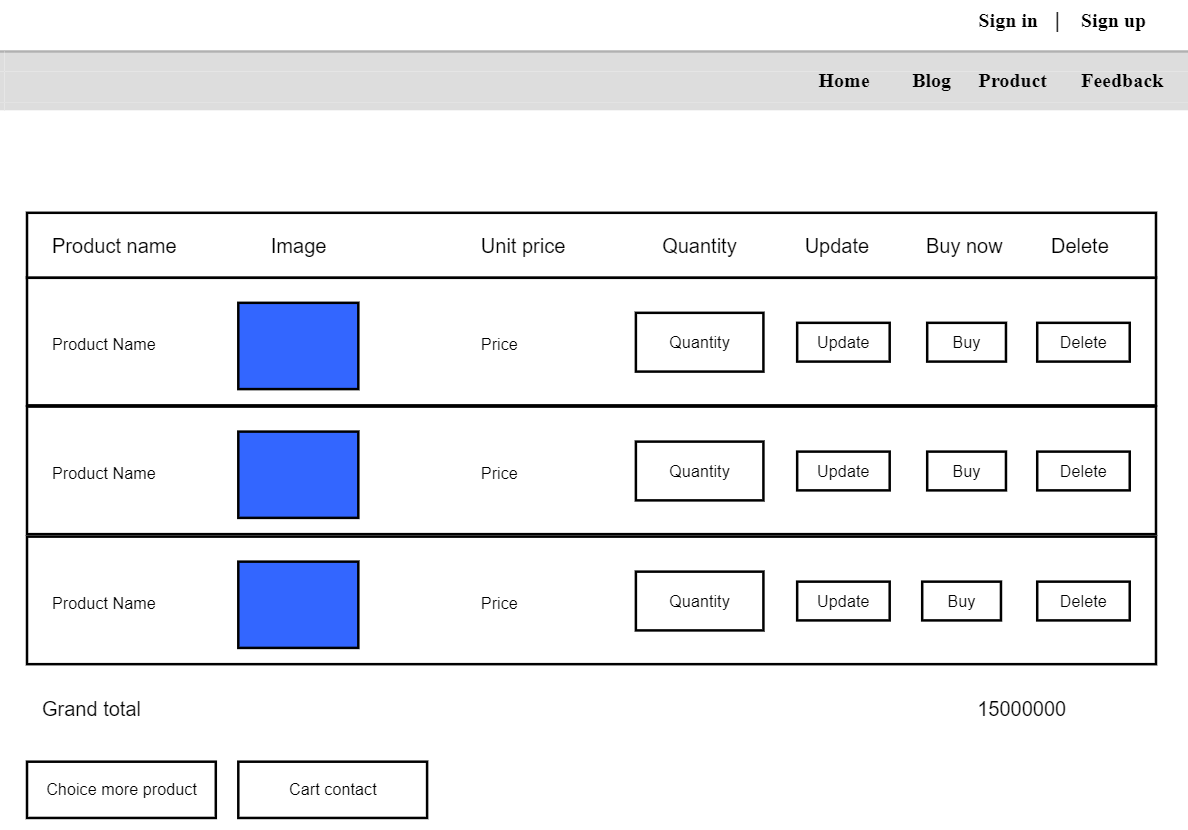 Sign in | Sign up
Home Blog Product Feedback
Product name Image Unit price Quantity Update Buy now Delete
Product Name Price Quantity Update Buy Delete
Product Name Price Quantity Update Buy Delete
Product Name Price Quantity Update Buy Delete
Grand total 15000000
Choice more product Cart contact